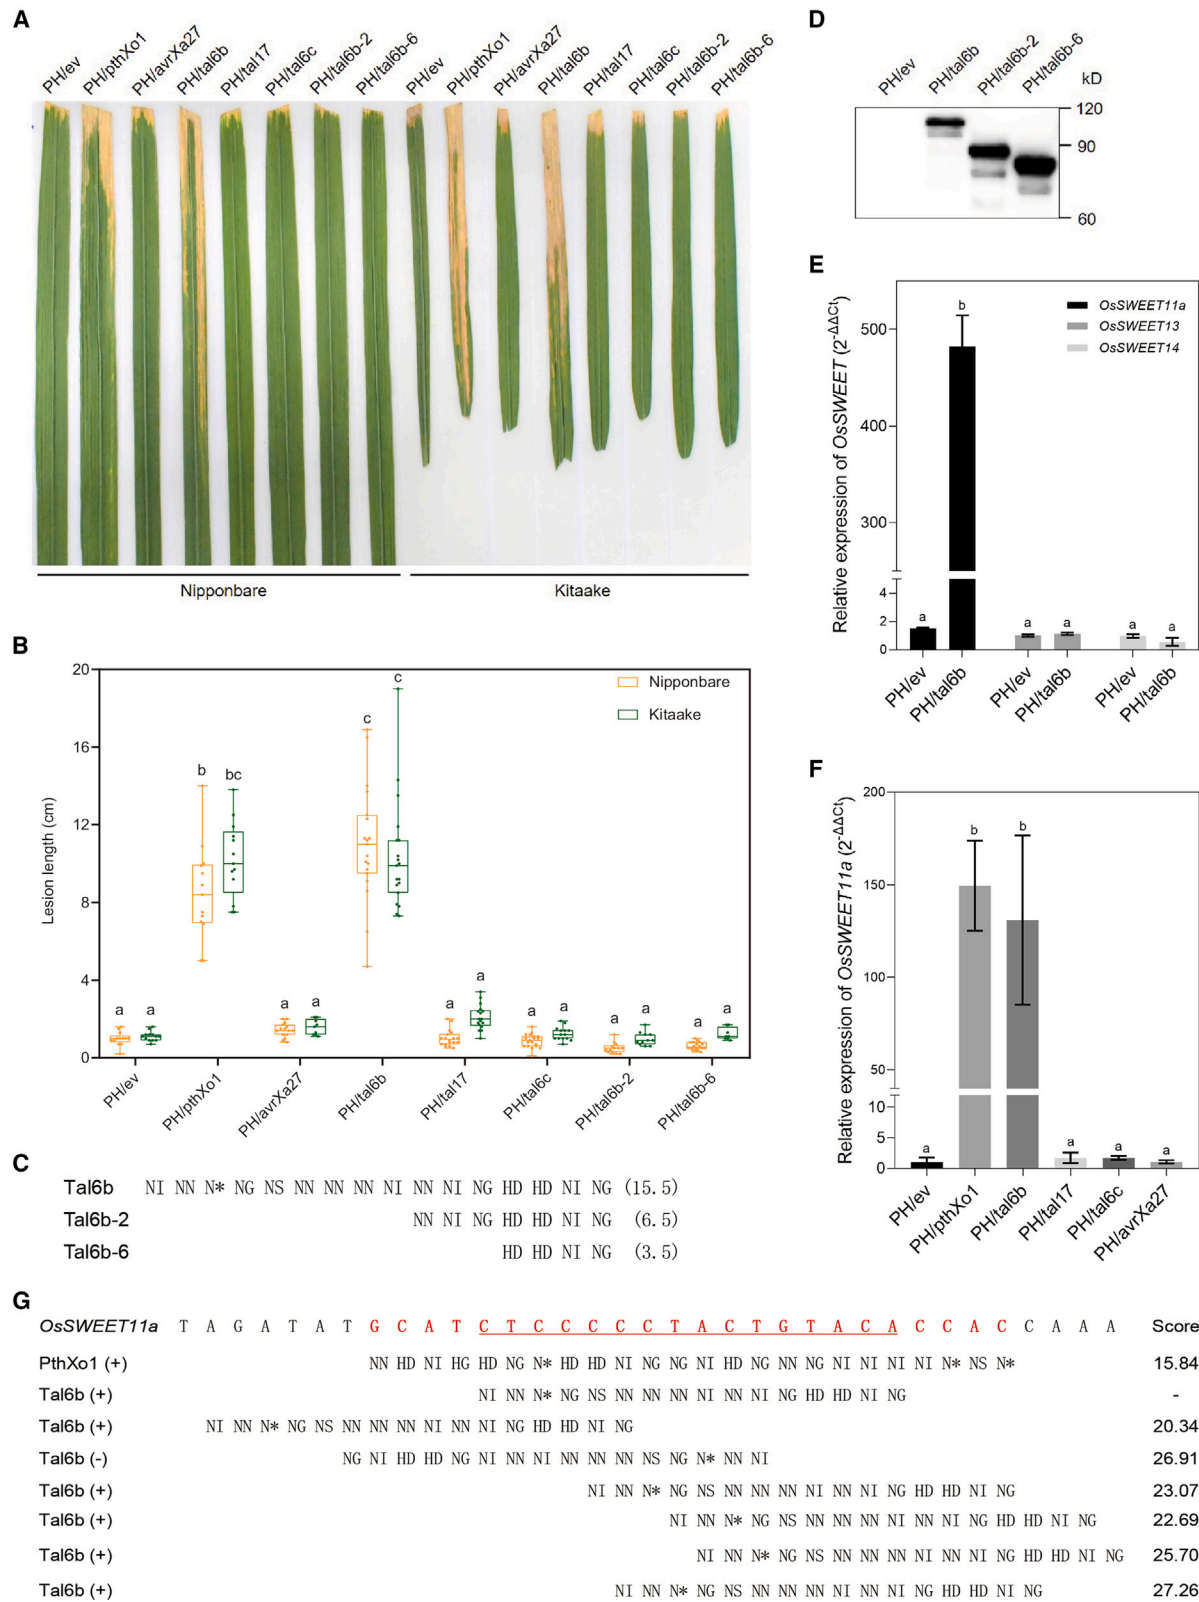 A
PH/ev PH/pthXo1 PH/avrXa27 PH/tal6b PH/tal17 PH/tal6c PH/tal6b-2 PH/tal6b-6 PH/ev PH/pthXo1 PH/avrXa27 PH/tal6b PH/tal17 PH/tal6c PH/tal6b-2 PH/tal6b-6
Nipponbare Kitaake
B
Lesion length (cm)
20
16
12
8
4
0
Nipponbare
Kitaake
b bc c c
a a a a a a a a a a a a
PH/ev PH/pthXo1 PH/avrXa27 PH/tal6b PH/tal17 PH/tal6c PH/tal6b-2 PH/tal6b-6
C
Tal6b NI NN N* NG NS NN NN NN NI NN NI NG HD HD NI NG (15.5)
Tal6b-2 NN NI NG HD HD NI NG (6.5)
Tal6b-6 HD HD NI NG (3.5)
D
PH/ev PH/tal6b PH/tal6b-2 PH/tal6b-6
kD
120
90
60
E
Relative expression of OsSWEET (2-ΔΔCt)
500
400
300
4
2
0
OsSWEET11a
OsSWEET13
OsSWEET14
a b a a a a
PH/ev PH/tal6b PH/ev PH/tal6b PH/ev PH/tal6b
F
Relative expression of OsSWEET11a (2-ΔΔCt)
200
150
100
50
10
5
0
a b b a a a
PH/ev PH/pthXo1 PH/tal6b PH/tal17 PH/tal6c PH/avrXa27
G
OsSWEET11a T A G A T A T G C A T C T C C C C C T A C T G T A C A C C A C C A A A Score
PthXo1 (+) NN HD NI HG HD NG N* HD HD NI NG NG NI HD NG NN NG NI NI NI NI N* NS N* 15.84
Tal6b (+) NI NN N* NG NS NN NN NN NI NN NI NG HD HD NI NG -
Tal6b (+) NI NN N* NG NS NN NN NN NI NN NI NG HD HD NI NG 20.34
Tal6b (-) NG NI HD HD NG NI NN NI NN NN NN NS NG N* NN NI 26.91
Tal6b (+) NI NN N* NG NS NN NN NN NI NN NI NG HD HD NI NG 23.07
Tal6b (+) NI NN N* NG NS NN NN NN NI NN NI NG HD HD NI NG 22.69
Tal6b (+) NI NN N* NG NS NN NN NN NI NN NI NG HD HD NI NG 25.70
Tal6b (+) NI NN N* NG NS NN NN NN NI NN NI NG HD HD NI NG 27.26